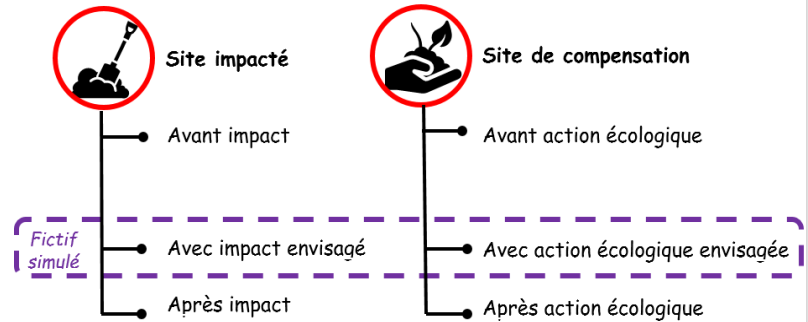 Site impacté
Site de compensation
Avant impact
Avant action écologique
Fictif
simulé
Avec impact envisagé
Avec action écologique envisagée
Après impact
Après action écologique